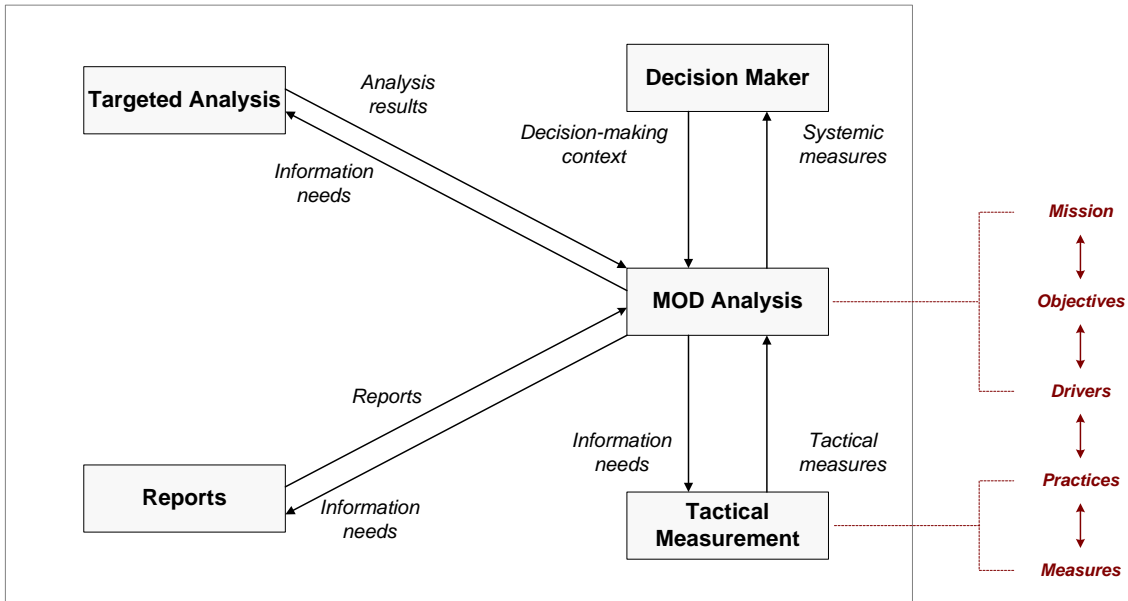 Targeted Analysis
Analysis
results
Information
needs
Decision Maker
Decision-making
context
Systemic
measures
MOD Analysis
Reports
Information
needs
Reports
Information
needs
Tactical
measures
Tactical
Measurement
Mission
Objectives
Drivers
Practices
Measures